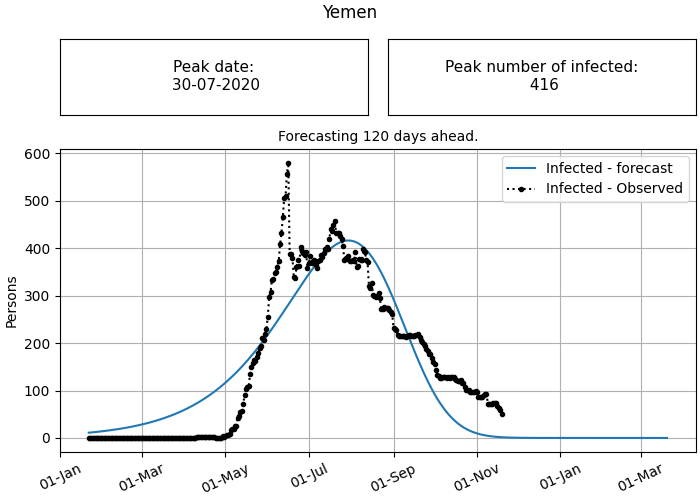 Yemen
Peak date:
30-07-2020
Peak number of infected:
416
Forecasting 120 days ahead.
Infected - forecast
Infected - Observed
Persons
600
500
400
300
200
100
0
01-Jan
01-Mar
01-May
01-Jul
01-Sep
01-Nov
01-Jan
01-Mar